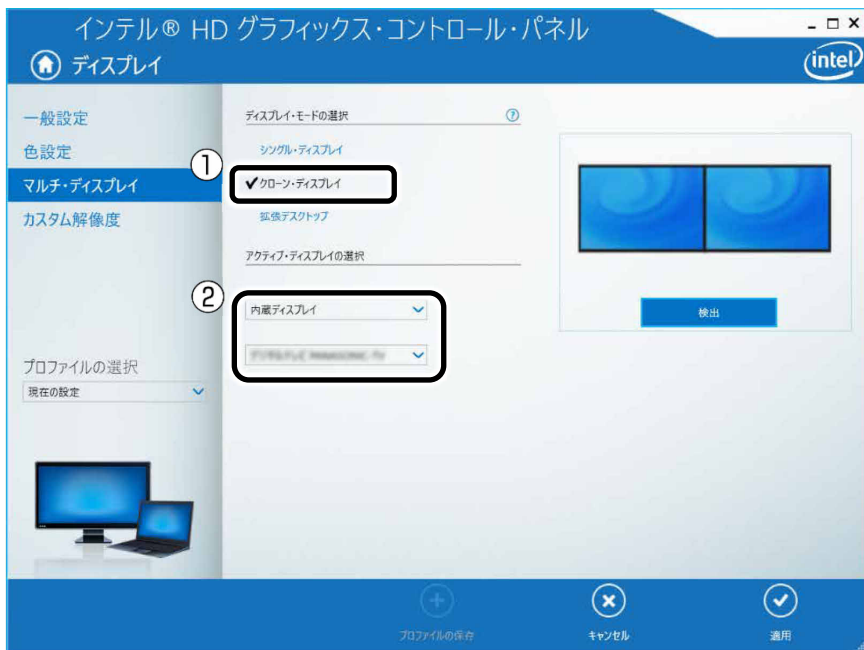 インテル® HD グラフィックス・コントロール・パネル
ディスプレイ
intel
一般設定
色設定
マルチ・ディスプレイ
カスタム解像度
プロファイルの選択
現在の設定
ディスプレイ・モードの選択
?
シングル・ディスプレイ
①
✔クローン・ディスプレイ
拡張デスクトップ
アクティブ・ディスプレイの選択
②
内蔵ディスプレイ
検出
プロファイルの保存
キャンセル
適用